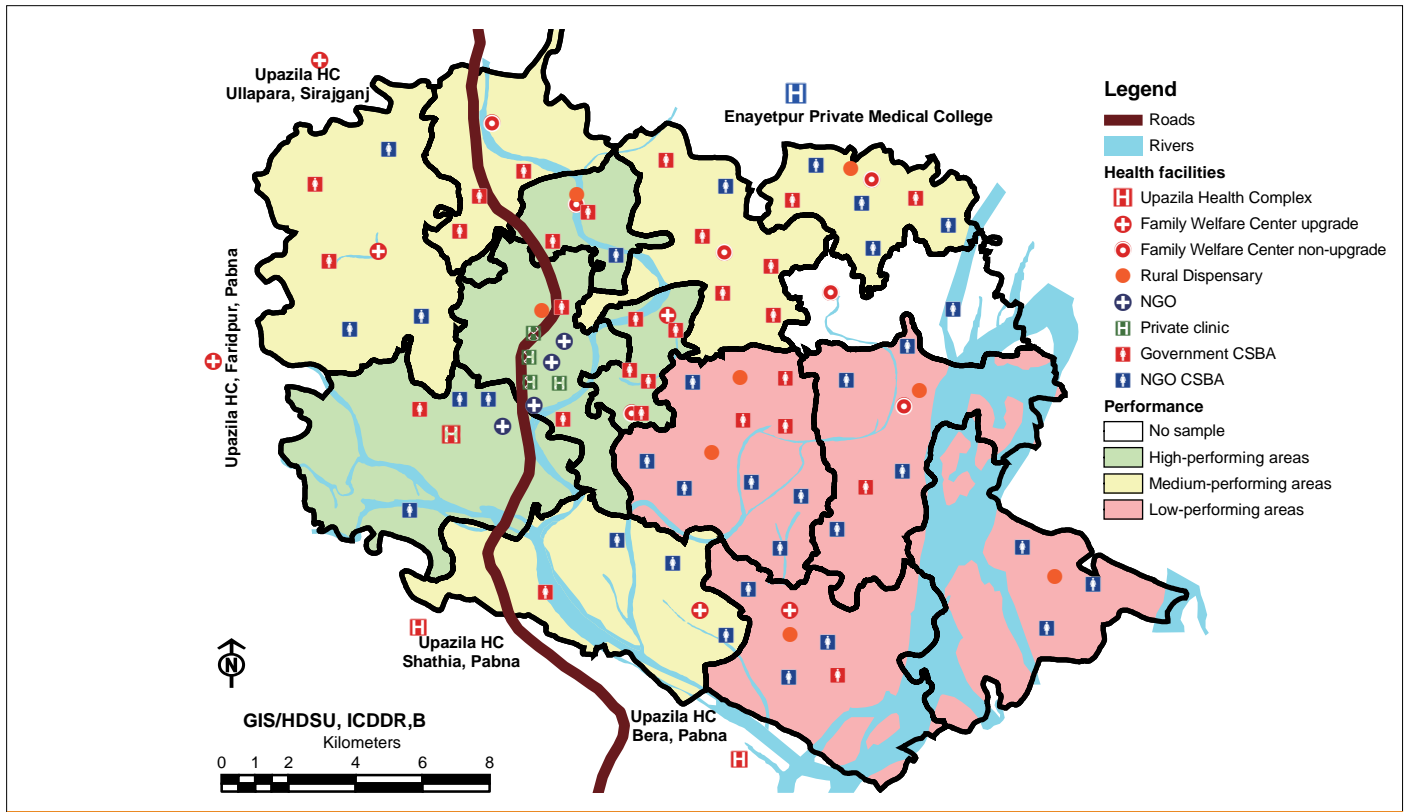 Upazila HC
Ullapara, Sirajganj
Enayetpur Private Medical College
Upazila HC, Faridpur, Pabna
Upazila HC
Shathia, Pabna
Upazila HC
Bera, Pabna
N
GIS/HDSU, ICDDR,B
Kilometers
0 1 2 4 6 8
Legend
Roads
Rivers
Health facilities
H Upazila Health Complex
Family Welfare Center upgrade
Family Welfare Center non-upgrade
Rural Dispensary
NGO
H Private clinic
Government CSBA
NGO CSBA
Performance
No sample
High-performing areas
Medium-performing areas
Low-performing areas